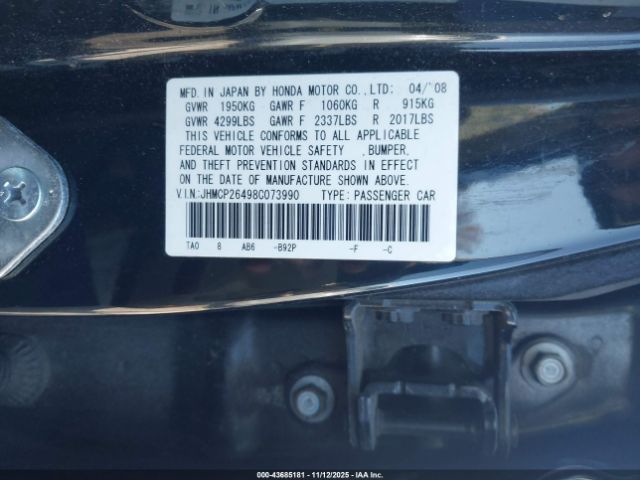 MFD. IN JAPAN BY HONDA MOTOR CO.,LTD: 04/'08
GVWR 1950KG GAWR F 1060KG R 915KG
GVWR 4299LBS GAWR F 2337LBS R 2017LBS
THIS VEHICLE CONFORMS TO ALL APPLICABLE
FEDERAL MOTOR VEHICLE SAFETY ,BUMPER,
AND THEFT PREVENTION STANDARDS IN EFFECT
ON THE DATE OF MANUFACTURE SHOWN ABOVE.
V.I.N:JHMCP26498C073990 TYPE: PASSENGER CAR
TA0 8 AB6 -B92P -F -C
000-43685181 - 11/12/2025 - IAAI.com